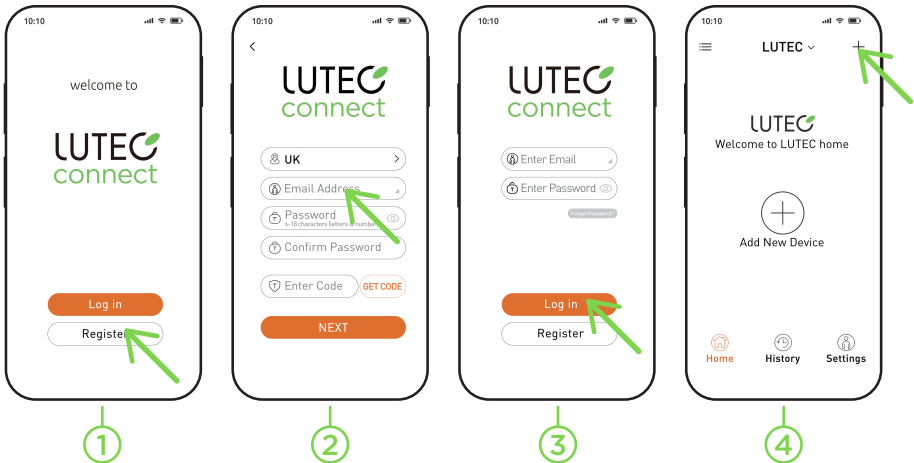 10:10
welcome to
LUTEC
connect
Log in
Register
1
10:10
LUTEC
connect
UK
Email Address
Password
6-18 characters (letters & number
Confirm Password
Enter Code
GET CODE
NEXT
2
10:10
LUTEC
connect
Enter Email
Enter Password
Forgot Password?
Log in
Register
3
10:10
LUTEC
LUTEC
Welcome to LUTEC home
Add New Device
Home
History
Settings
4